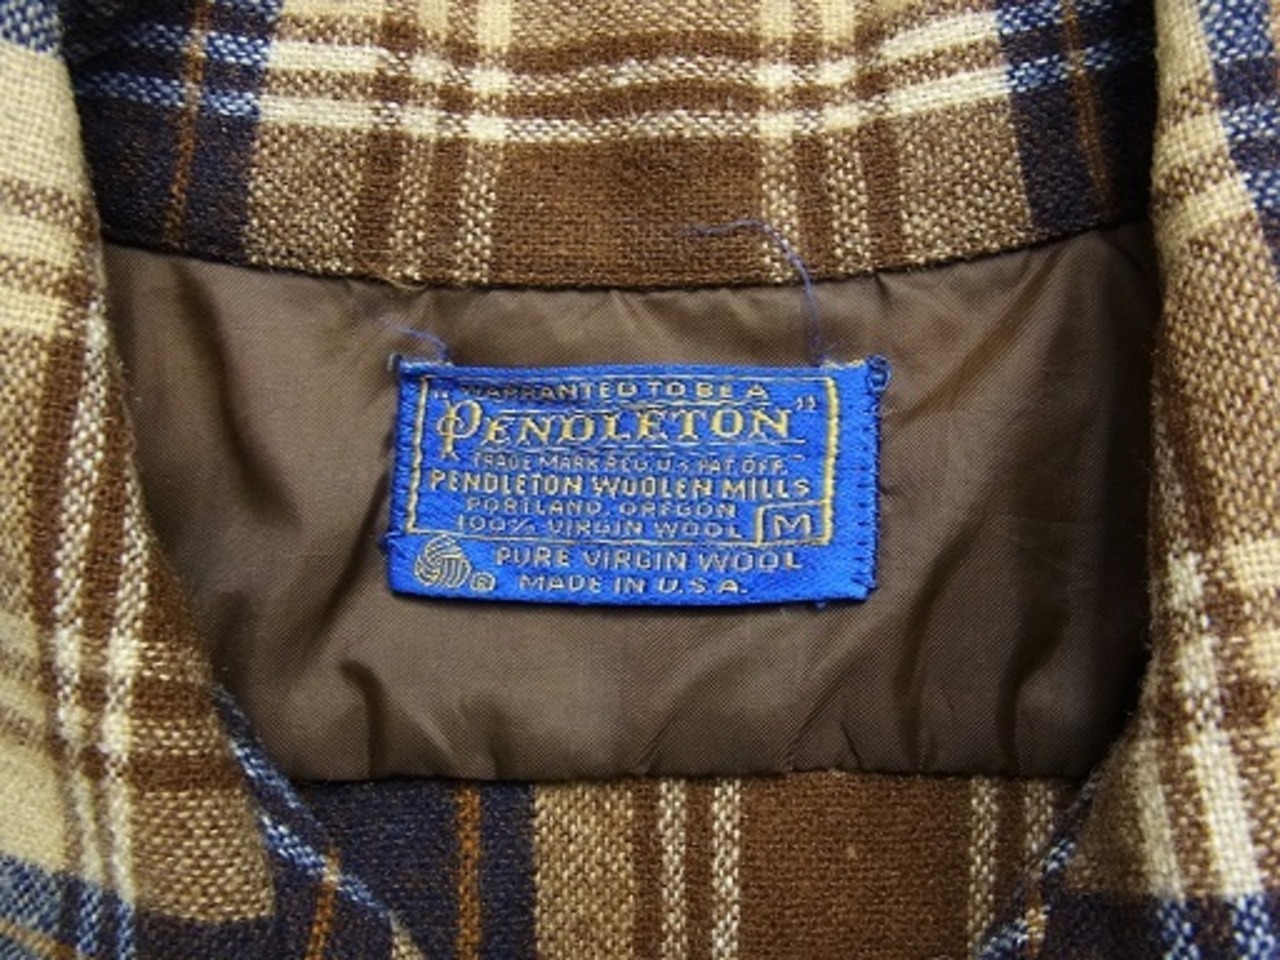 WARRANTED TO BE A
"PENDLETON"
TRADE MARK REG. U.S. PAT. OFF.
PENDLETON WOOLEN MILLS
PORTLAND, OREGON
100% VIRGIN WOOL M
PURE VIRGIN WOOL
® MADE IN U.S.A.